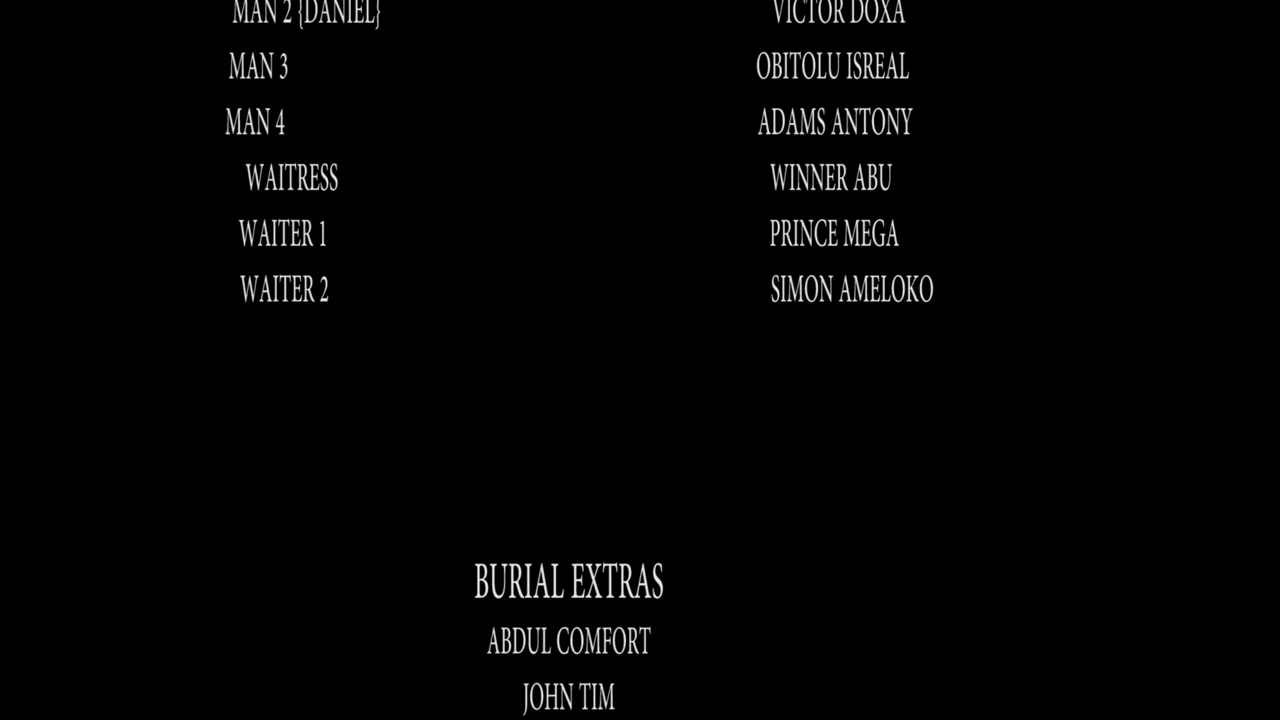 MAN 2 {DANIEL} VICTOR DOXA
MAN 3 OBITOLU ISREAL
MAN 4 ADAMS ANTONY
WAITRESS WINNER ABU
WAITER 1 PRINCE MEGA
WAITER 2 SIMON AMELOKO
BURIAL EXTRAS
ABDUL COMFORT
JOHN TIM